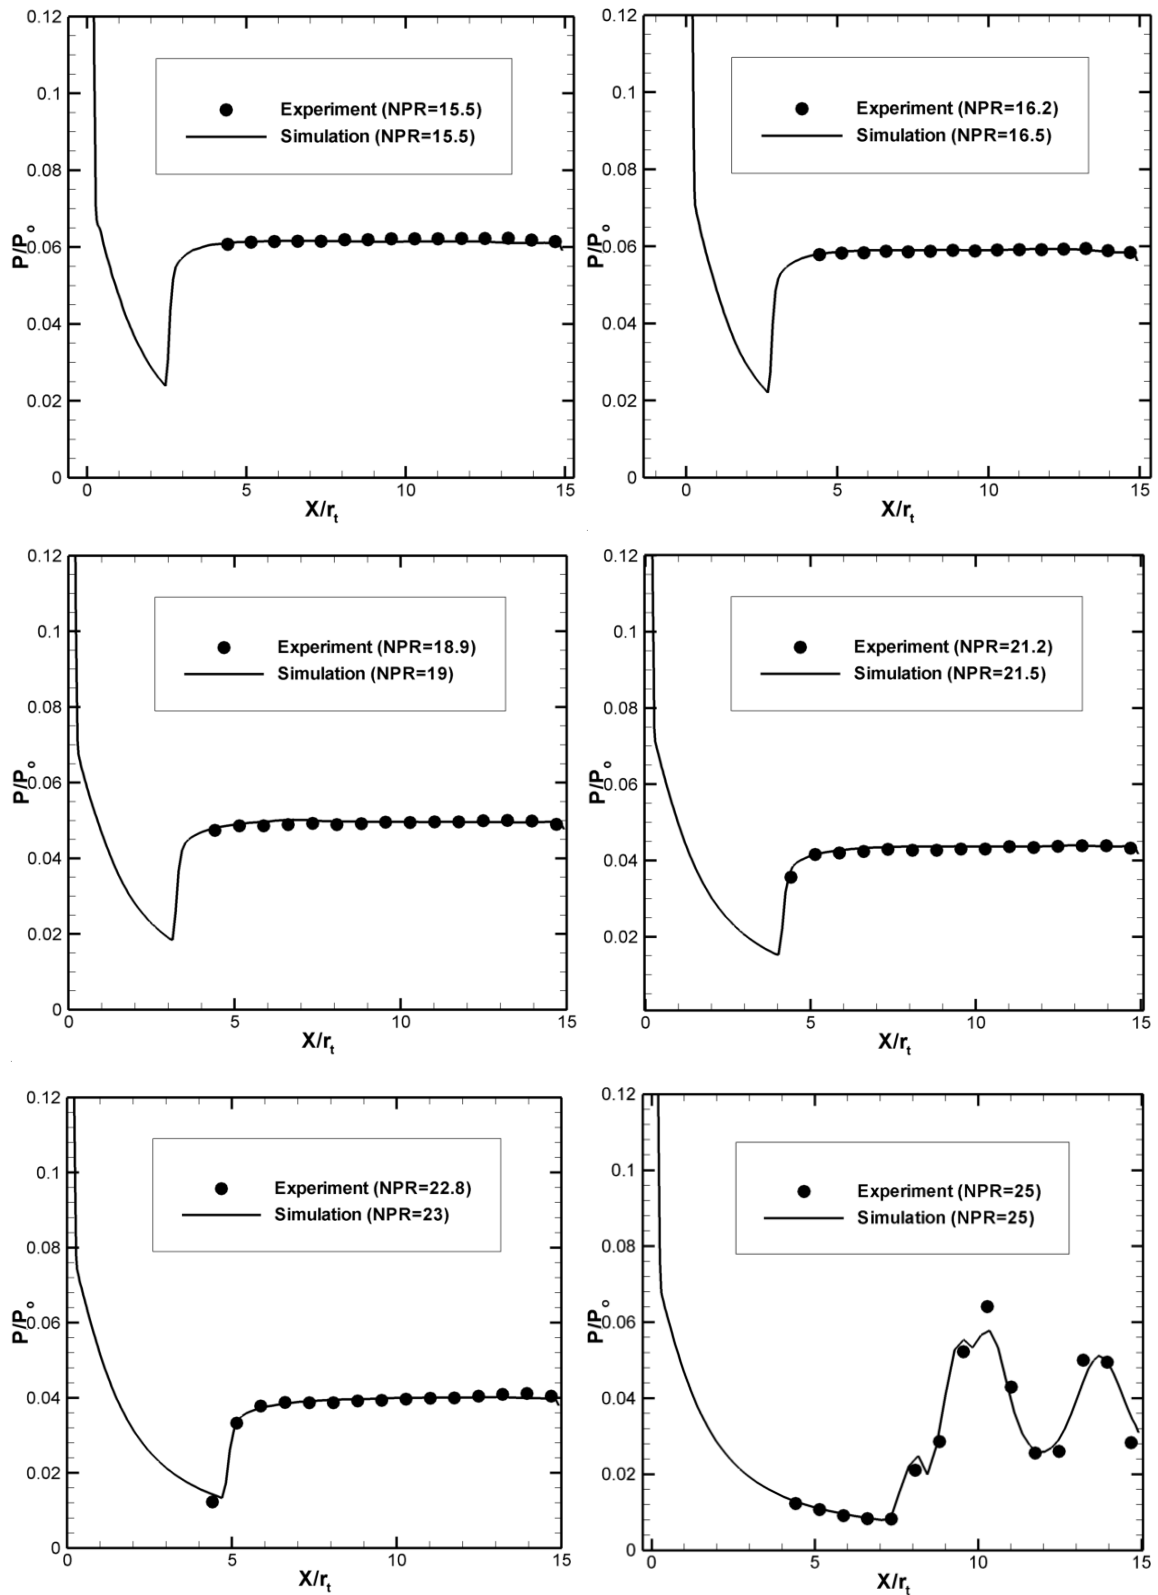 0.12
0.1
0.08
0.06
0.04
0.02
0
P/P°
Experiment (NPR=15.5)
Simulation (NPR=15.5)
0 5 10 15
X/rt
0.12
0.1
0.08
0.06
0.04
0.02
0
P/P°
Experiment (NPR=16.2)
Simulation (NPR=16.5)
0 5 10 15
X/rt
0.12
0.1
0.08
0.06
0.04
0.02
0
P/P°
Experiment (NPR=18.9)
Simulation (NPR=19)
0 5 10 15
X/rt
0.12
0.1
0.08
0.06
0.04
0.02
P/P°
Experiment (NPR=21.2)
Simulation (NPR=21.5)
0 5 10 15
X/rt
0.12
0.1
0.08
0.06
0.04
0.02
0
P/P°
Experiment (NPR=22.8)
Simulation (NPR=23)
0 5 10 15
X/rt
0.12
0.1
0.08
0.06
0.04
0.02
0
P/P°
Experiment (NPR=25)
Simulation (NPR=25)
0 5 10 15
X/rt